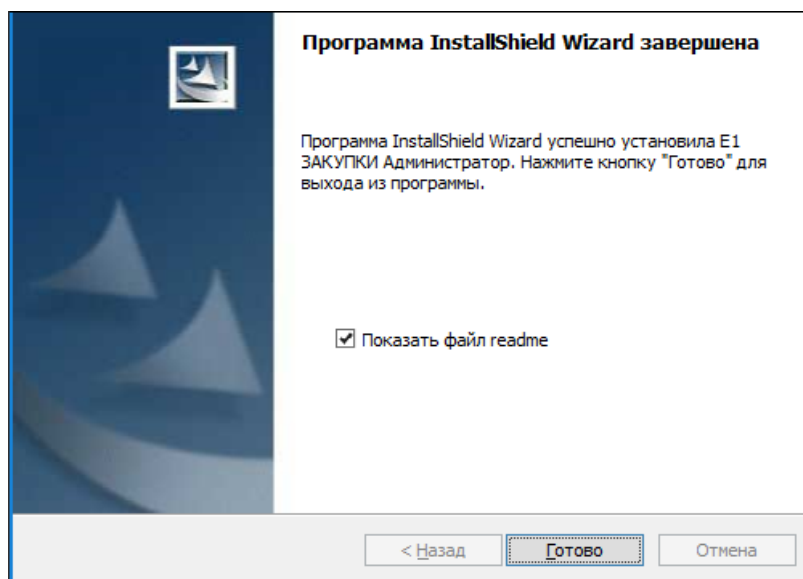 Программа InstallShield Wizard завершена
Программа InstallShield Wizard успешно установила Е1
ЗАКУПКИ Администратор. Нажмите кнопку "Готово" для
выхода из программы.
Показать файл readme
< Назад
Готово
Отмена